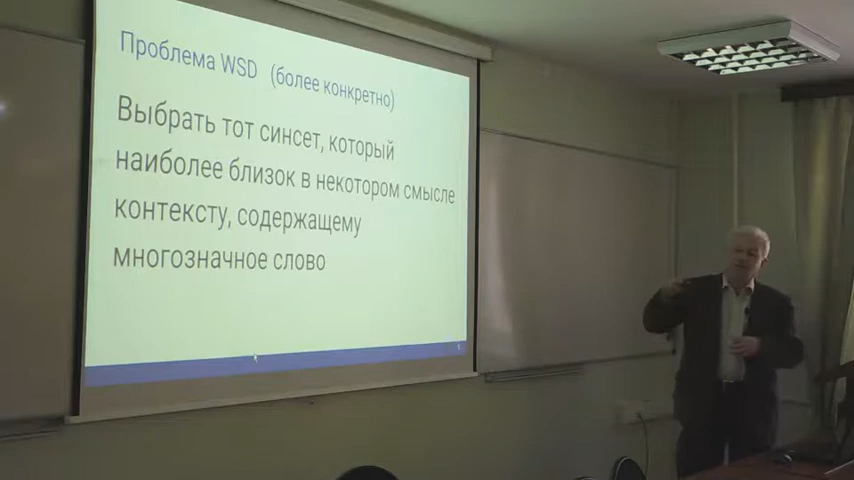 Проблема WSD (более конкретно)
Выбрать тот синсет, который
наиболее близок в некотором смысле
контексту, содержащему
многозначное слово